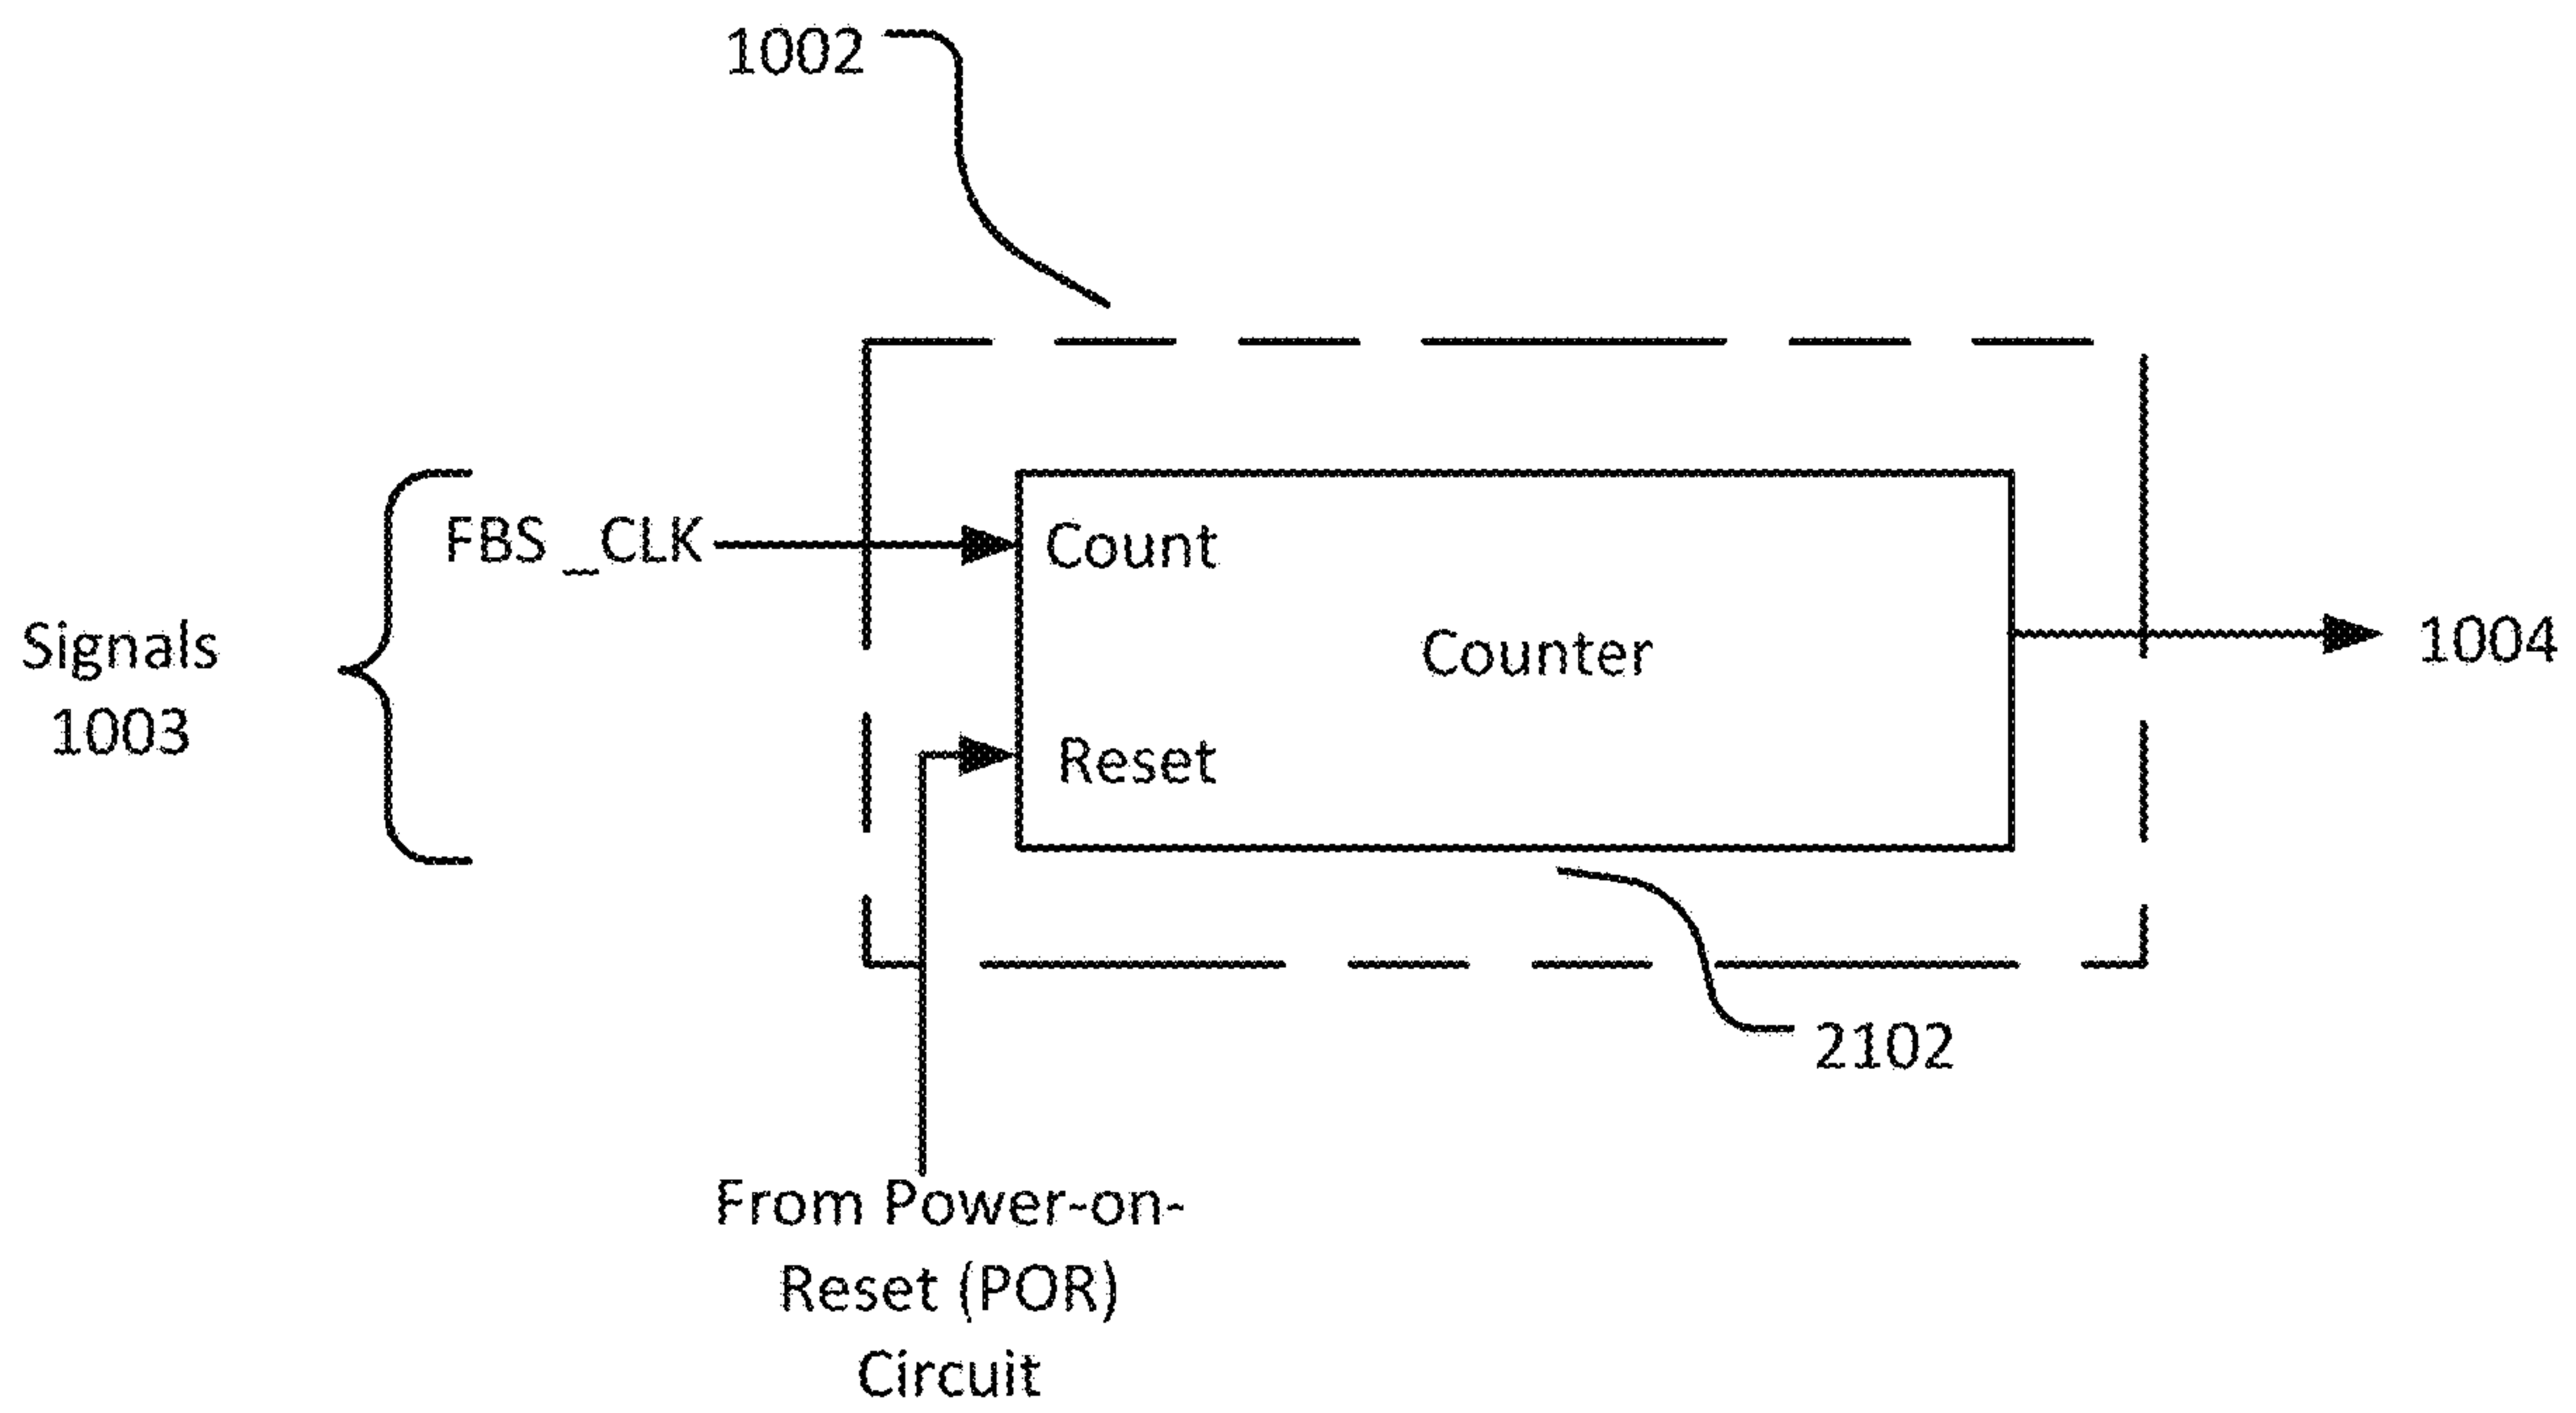 1002
FBS _CLK
Count
Signals
1003
Counter
1004
Reset
2102
From Power-on-
Reset (POR)
Circuit